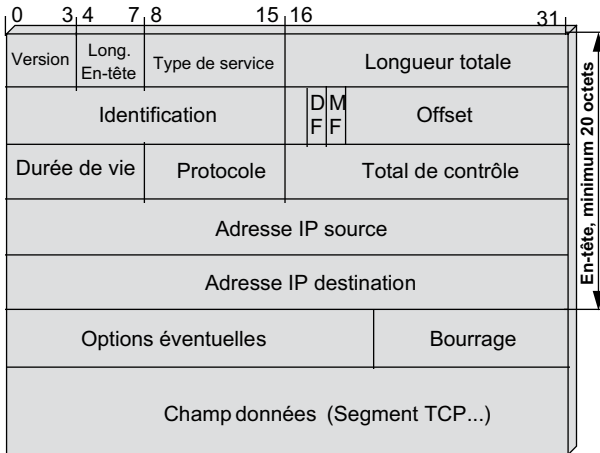 0 3 4 7 8 15 16 31
Version Long. En-tête Type de service Longueur totale
Identification DF MF Offset
Durée de vie Protocole Total de contrôle
Adresse IP source
Adresse IP destination
Options éventuelles Bourrage
Champ données (Segment TCP...)
En-tête, minimum 20 octets